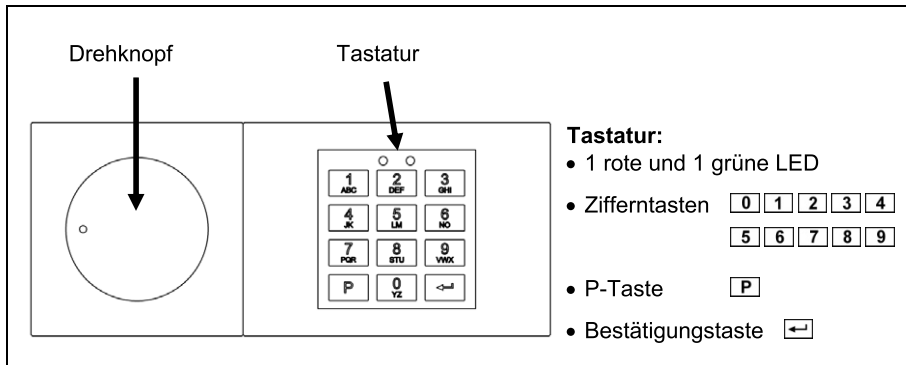 Drehknopf
Tastatur
1 2 3
ABC DEF GHI
4 5 6
JK LM NO
7 8 9
PQR STU VWX
P 0
YZ
Tastatur:
• 1 rote und 1 grüne LED
• Zifferntasten 0 1 2 3 4
5 6 7 8 9
• P-Taste P
• Bestätigungstaste ↵